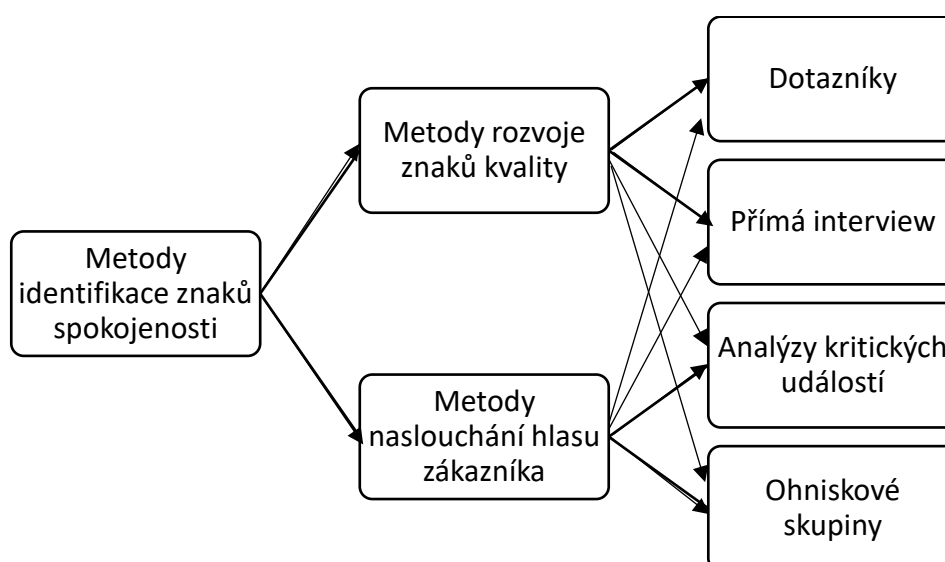 Metody
identifikace znaků
spokojenosti
Metody rozvoje
znaků kvality
Metody
naslouchání hlasu
zákazníka
Dotazníky
Přímá interview
Analýzy kritických
událostí
Ohniskové
skupiny